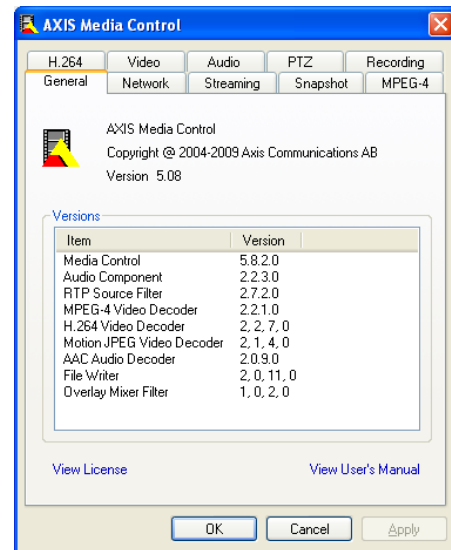 AXIS Media Control
H.264 Video Audio PTZ Recording
General Network Streaming Snapshot MPEG-4
AXIS Media Control
Copyright @ 2004-2009 Axis Communications AB
Version 5.08
Versions
Item Version
Media Control 5.8.2.0
Audio Component 2.2.3.0
RTP Source Filter 2.7.2.0
MPEG-4 Video Decoder 2.2.1.0
H.264 Video Decoder 2, 2, 7, 0
Motion JPEG Video Decoder 2, 1, 4, 0
AAC Audio Decoder 2.0.9.0
File Writer 2, 0, 11, 0
Overlay Mixer Filter 1, 0, 2, 0
View License View User's Manual
OK Cancel Apply